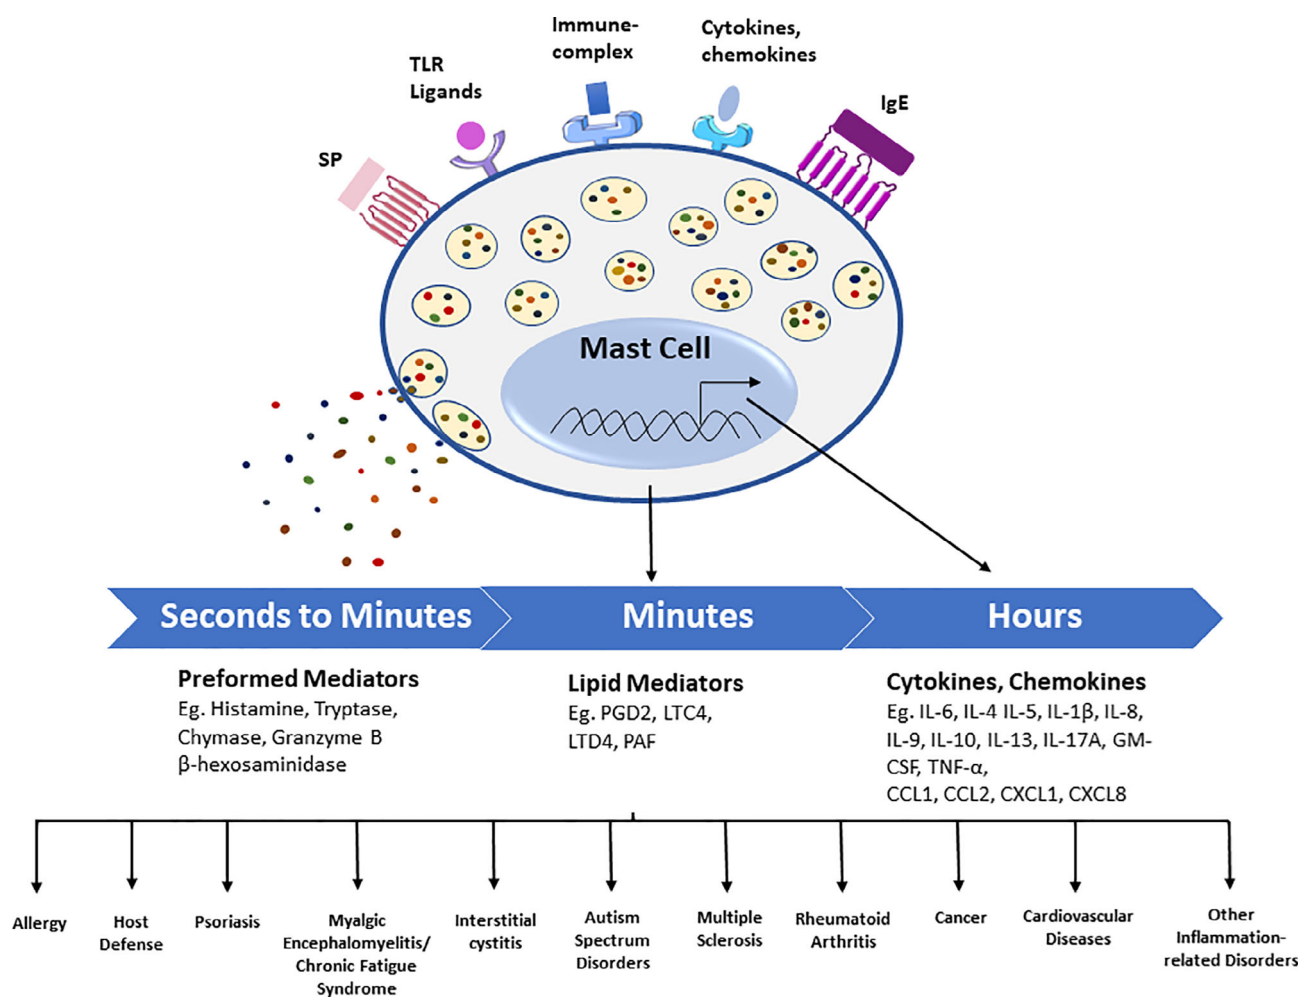 Immune-
complex
Cytokines,
chemokines
TLR
Ligands
IgE
SP
Mast Cell
Seconds to Minutes
Minutes
Hours
Preformed Mediators
Eg. Histamine, Tryptase,
Chymase, Granzyme B
β-hexosaminidase
Lipid Mediators
Eg. PGD2, LTC4,
LTD4, PAF
Cytokines, Chemokines
Eg. IL-6, IL-4 IL-5, IL-1β, IL-8,
IL-9, IL-10, IL-13, IL-17A, GM-
CSF, TNF-α,
CCL1, CCL2, CXCL1, CXCL8
Allergy
Host
Defense
Psoriasis
Myalgic
Encephalomyelitis/
Chronic Fatigue
Syndrome
Interstitial
cystitis
Autism
Spectrum
Disorders
Multiple
Sclerosis
Rheumatoid
Arthritis
Cancer
Cardiovascular
Diseases
Other
Inflammation-
related Disorders